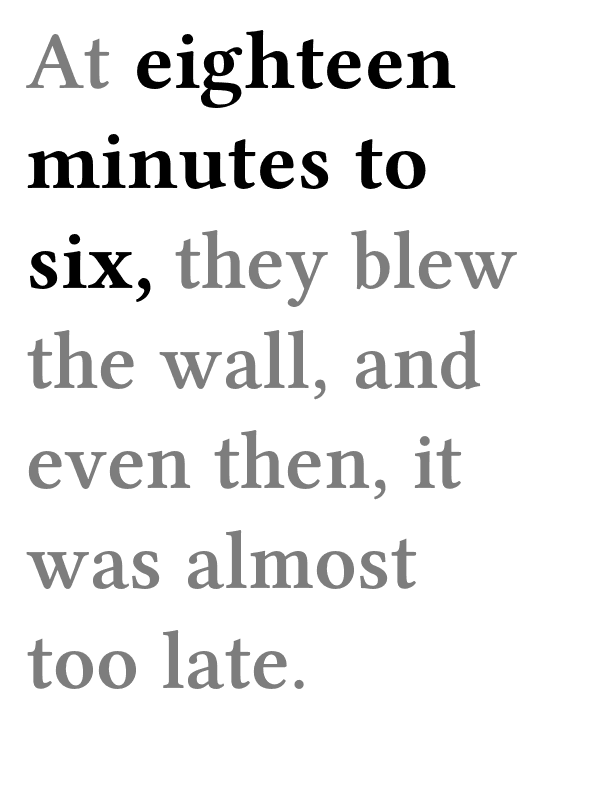 At eighteen
minutes to
six, they blew
the wall, and
even then, it
was almost
too late.